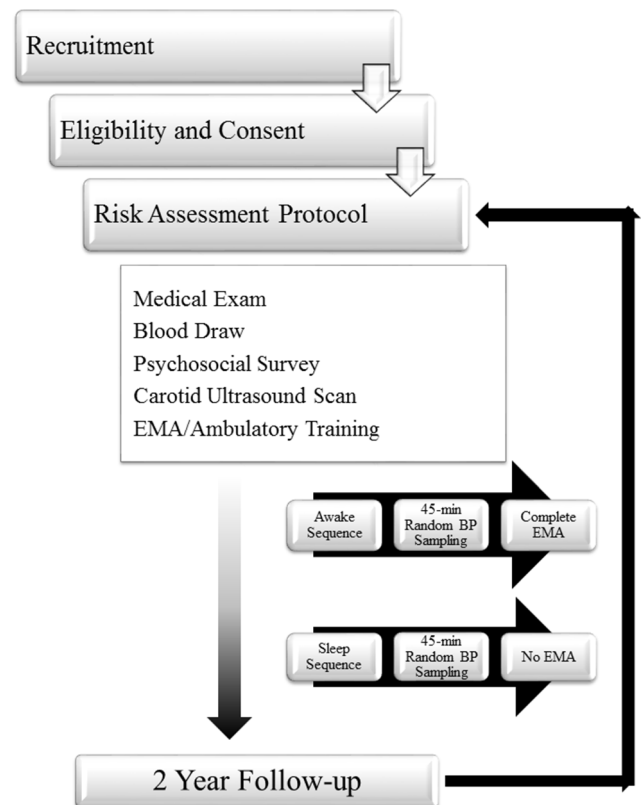 Recruitment
Eligibility and Consent
Risk Assessment Protocol
Medical Exam
Blood Draw
Psychosocial Survey
Carotid Ultrasound Scan
EMA/Ambulatory Training
Awake
Sequence
45-min
Random BP
Sampling
Complete
EMA
Sleep
Sequence
45-min
Random BP
Sampling
No EMA
2 Year Follow-up